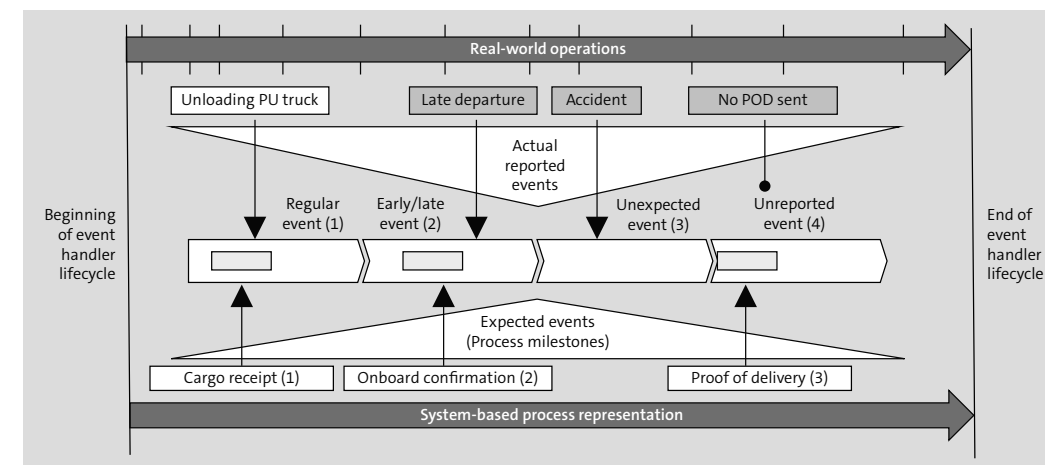 Real-world operations
Unloading PU truck
Late departure
Accident
No POD sent
Actual
reported
events
Regular
event (1)
Early/late
event (2)
Unexpected
event (3)
Unreported
event (4)
Beginning
of event
handler
lifecycle
End of
event
handler
lifecycle
Expected events
(Process milestones)
Cargo receipt (1)
Onboard confirmation (2)
Proof of delivery (3)
System-based process representation